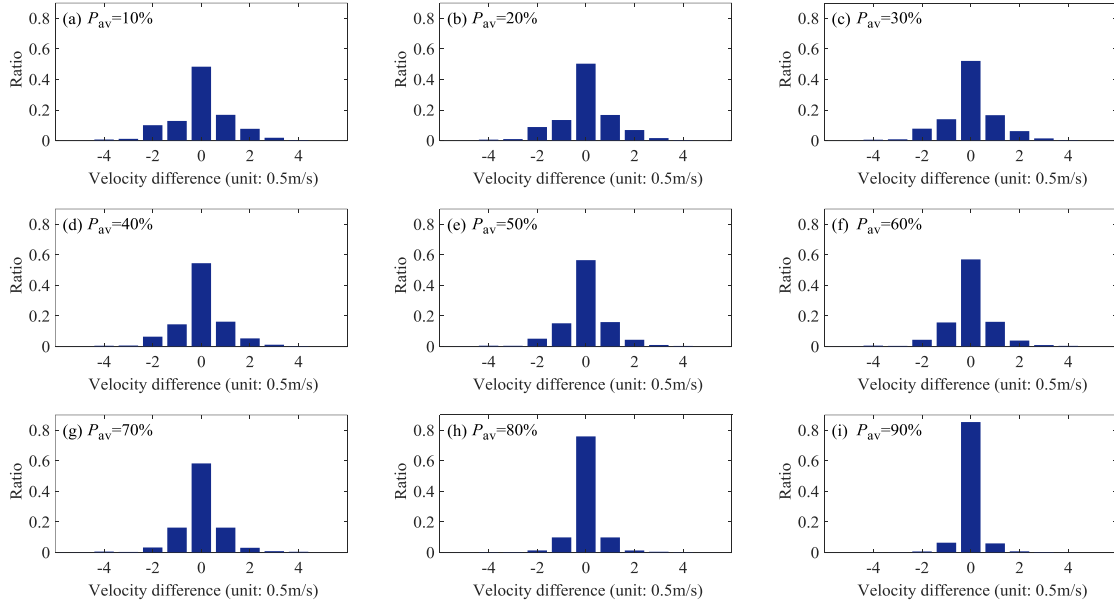 (a) P_av=10%
0.8
0.6
0.4
0.2
0
Ratio
-4 -2 0 2 4
Velocity difference (unit: 0.5m/s)
(b) P_av=20%
0.8
0.6
0.4
0.2
0
Ratio
-4 -2 0 2 4
Velocity difference (unit: 0.5m/s)
(c) P_av=30%
0.8
0.6
0.4
0.2
0
Ratio
-4 -2 0 2 4
Velocity difference (unit: 0.5m/s)
(d) P_av=40%
0.8
0.6
0.4
0.2
0
Ratio
-4 -2 0 2 4
Velocity difference (unit: 0.5m/s)
(e) P_av=50%
0.8
0.6
0.4
0.2
0
Ratio
-4 -2 0 2 4
Velocity difference (unit: 0.5m/s)
(f) P_av=60%
0.8
0.6
0.4
0.2
0
Ratio
-4 -2 0 2 4
Velocity difference (unit: 0.5m/s)
(g) P_av=70%
0.8
0.6
0.4
0.2
0
Ratio
-4 -2 0 2 4
Velocity difference (unit: 0.5m/s)
(h) P_av=80%
0.8
0.6
0.4
0.2
0
Ratio
-4 -2 0 2 4
Velocity difference (unit: 0.5m/s)
(i) P_av=90%
0.8
0.6
0.4
0.2
0
Ratio
-4 -2 0 2 4
Velocity difference (unit: 0.5m/s)